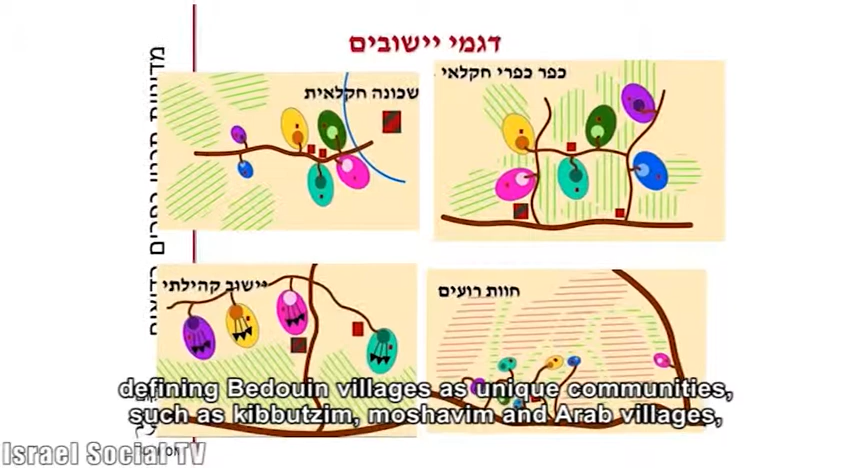 דגמי יישובים
שכונה חקלאית
כפר כפרי חקלאי
יישוב קהילתי
חוות רועים
defining Bedouin villages as unique communities,
such as kibbutzim, moshavim and Arab villages,
Israel Social TV